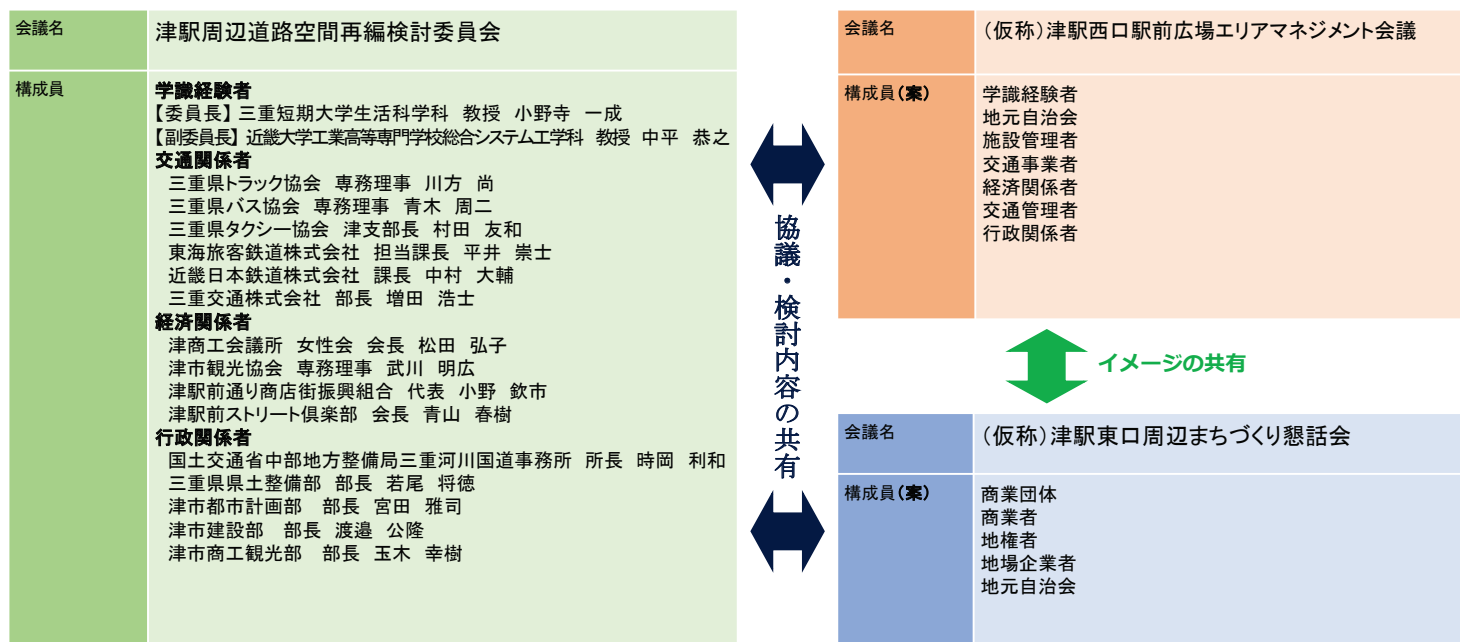 会議名
津駅周辺道路空間再編検討委員会
構成員
学識経験者
【委員長】三重短期大学生活科学科 教授 小野寺 一成
【副委員長】近畿大学工業高等専門学校総合システム工学科 教授 中平 恭之
交通関係者
三重県トラック協会 専務理事 川方 尚
三重県バス協会 専務理事 青木 周二
三重県タクシー協会 津支部長 村田 友和
東海旅客鉄道株式会社 担当課長 平井 崇士
近畿日本鉄道株式会社 課長 中村 大輔
三重交通株式会社 部長 増田 浩士
経済関係者
津商工会議所 女性会 会長 松田 弘子
津市観光協会 専務理事 武川 明広
津駅前通り商店街振興組合 代表 小野 欽市
津駅前ストリート倶楽部 会長 青山 春樹
行政関係者
国土交通省中部地方整備局三重河川国道事務所 所長 時岡 利和
三重県県土整備部 部長 若尾 将徳
津市都市計画部 部長 宮田 雅司
津市建設部 部長 渡邉 公隆
津市商工観光部 部長 玉木 幸樹
協議・検討内容の共有
会議名
(仮称)津駅西口駅前広場エリアマネジメント会議
構成員(案)
学識経験者
地元自治会
施設管理者
交通事業者
経済関係者
交通管理者
行政関係者
イメージの共有
会議名
(仮称)津駅東口周辺まちづくり懇話会
構成員(案)
商業団体
商業者
地権者
地場企業者
地元自治会